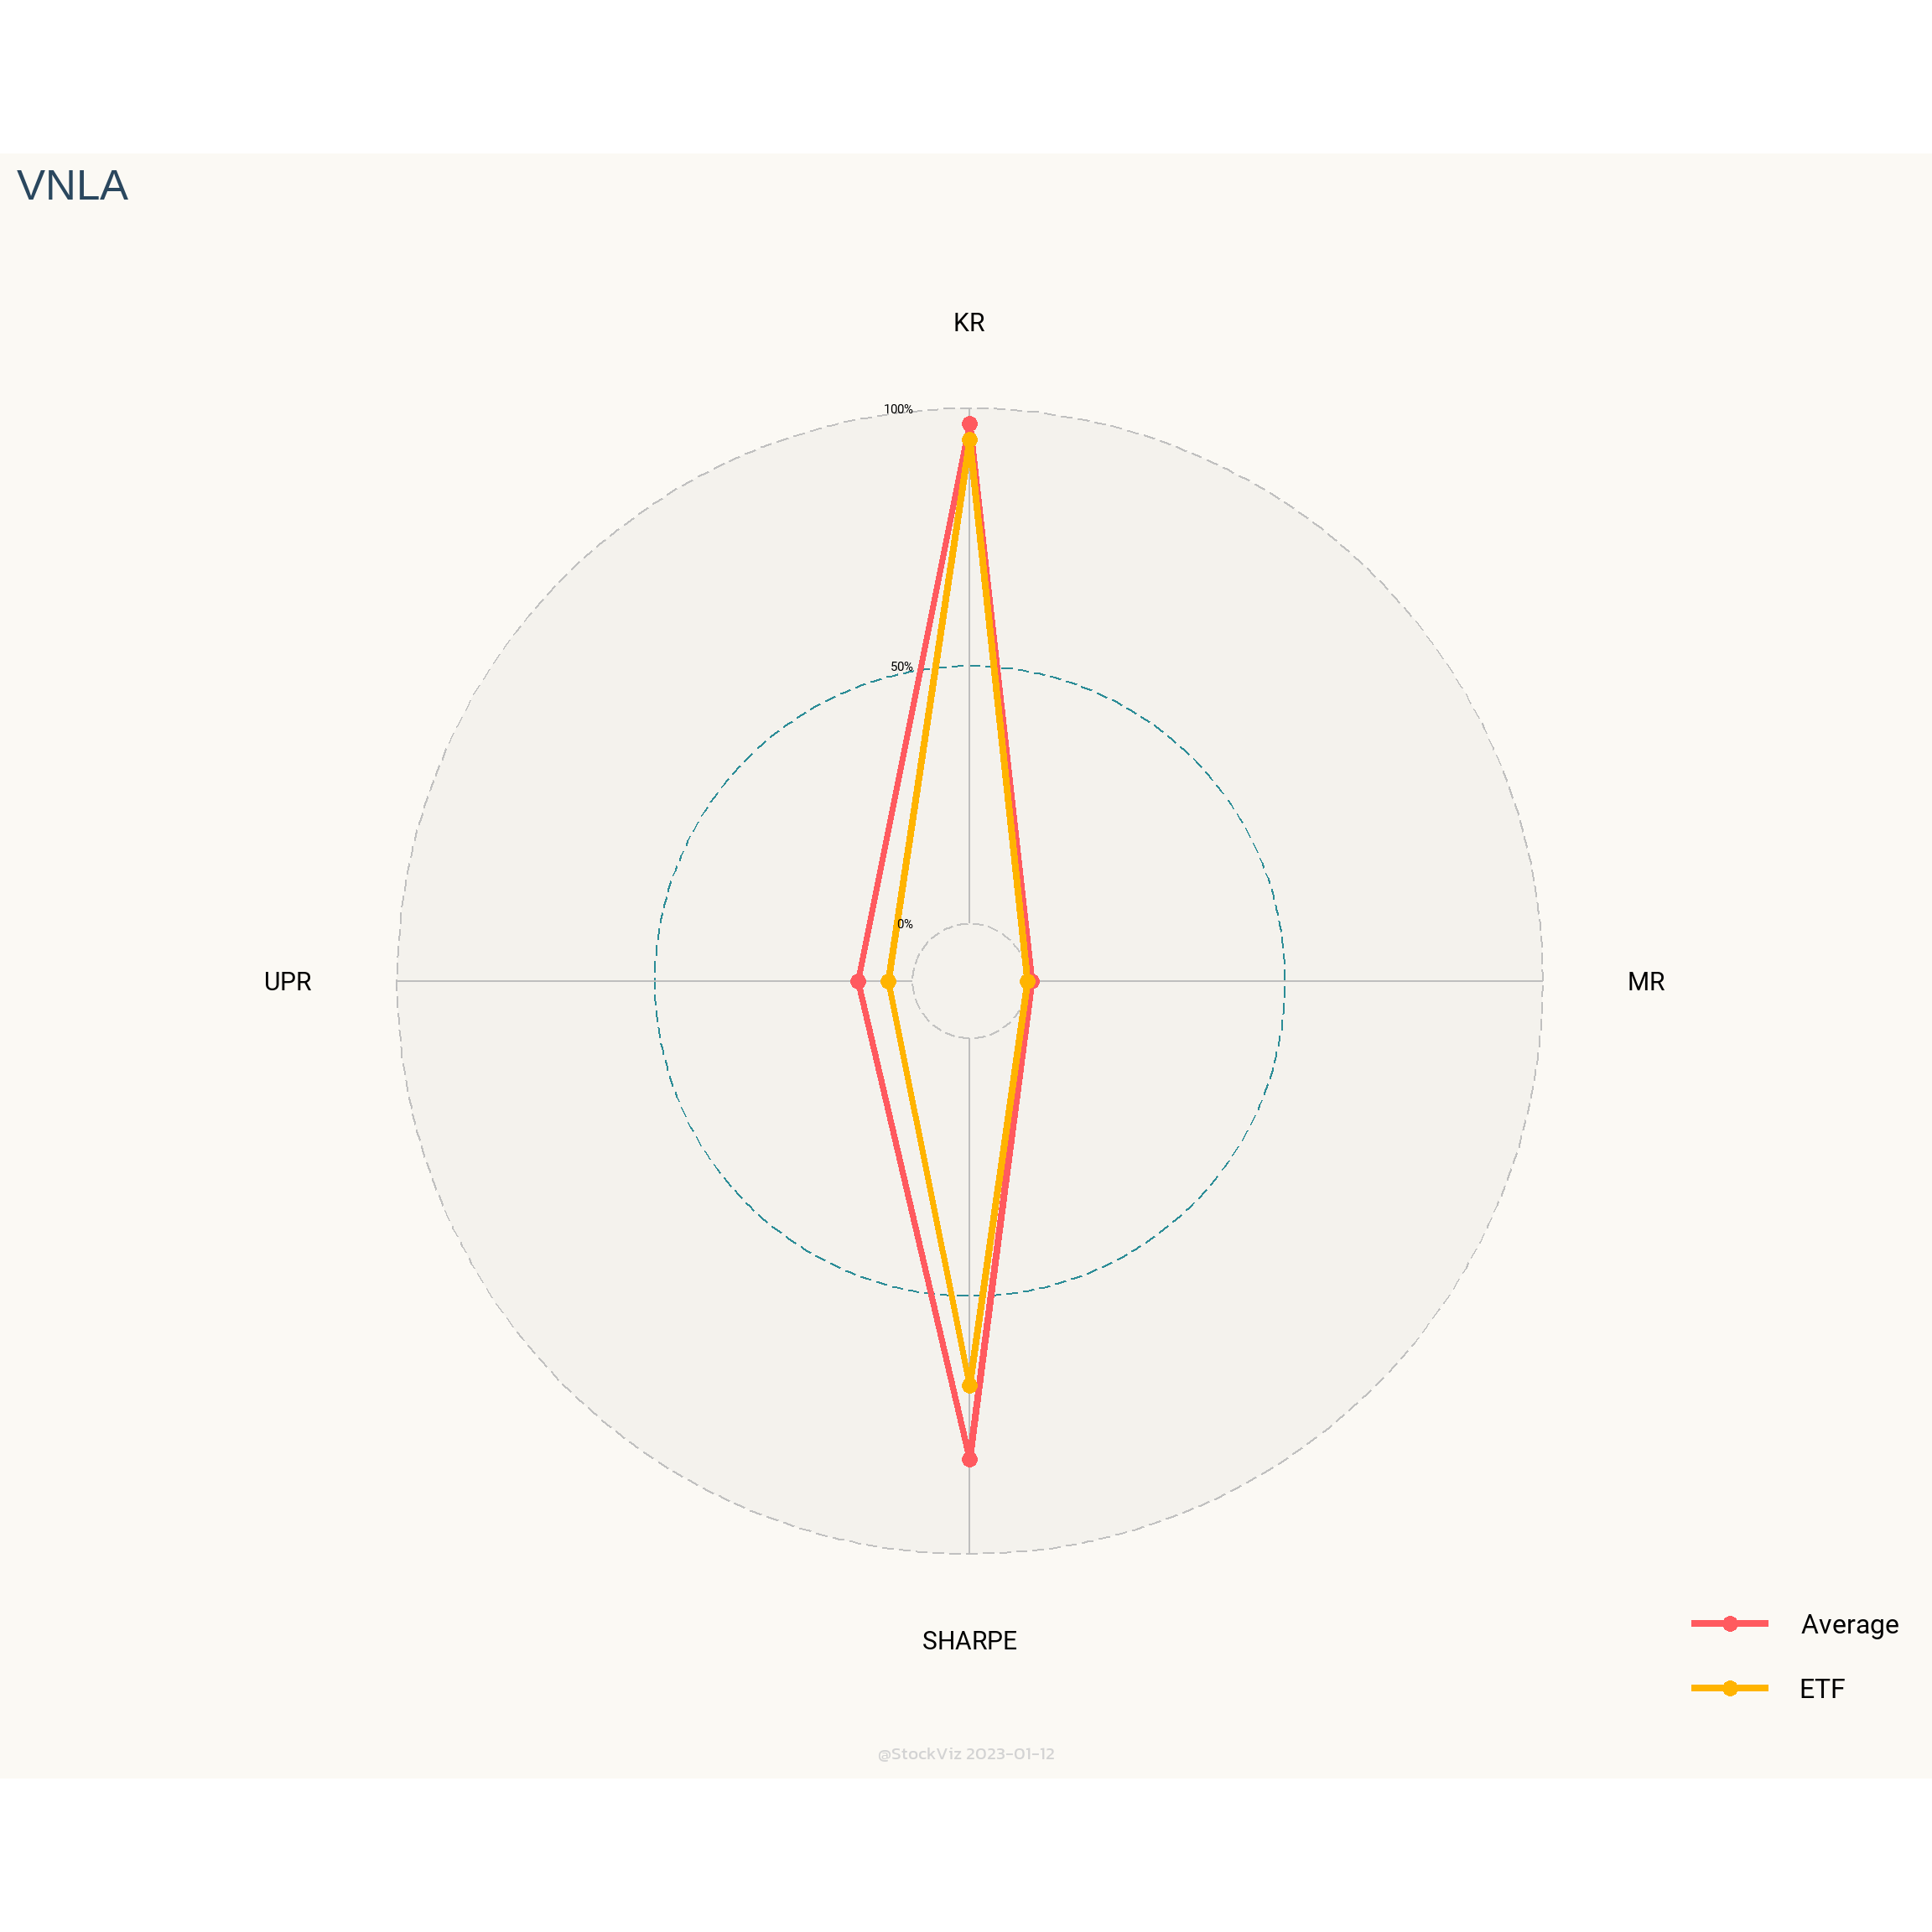 VNLA
KR
100%
50%
0%
UPR
MR
SHARPE
Average
ETF
@StockViz 2023-01-12